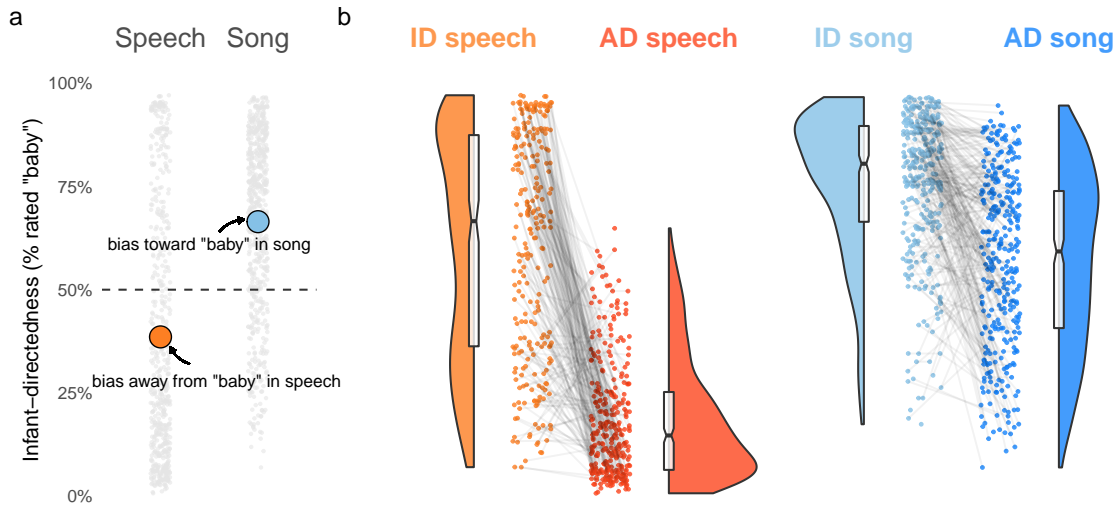 a
b
Speech
Song
ID speech
AD speech
ID song
AD song
Infant–directedness (% rated "baby")
100%
75%
50%
25%
0%
bias toward "baby" in song
bias away from "baby" in speech